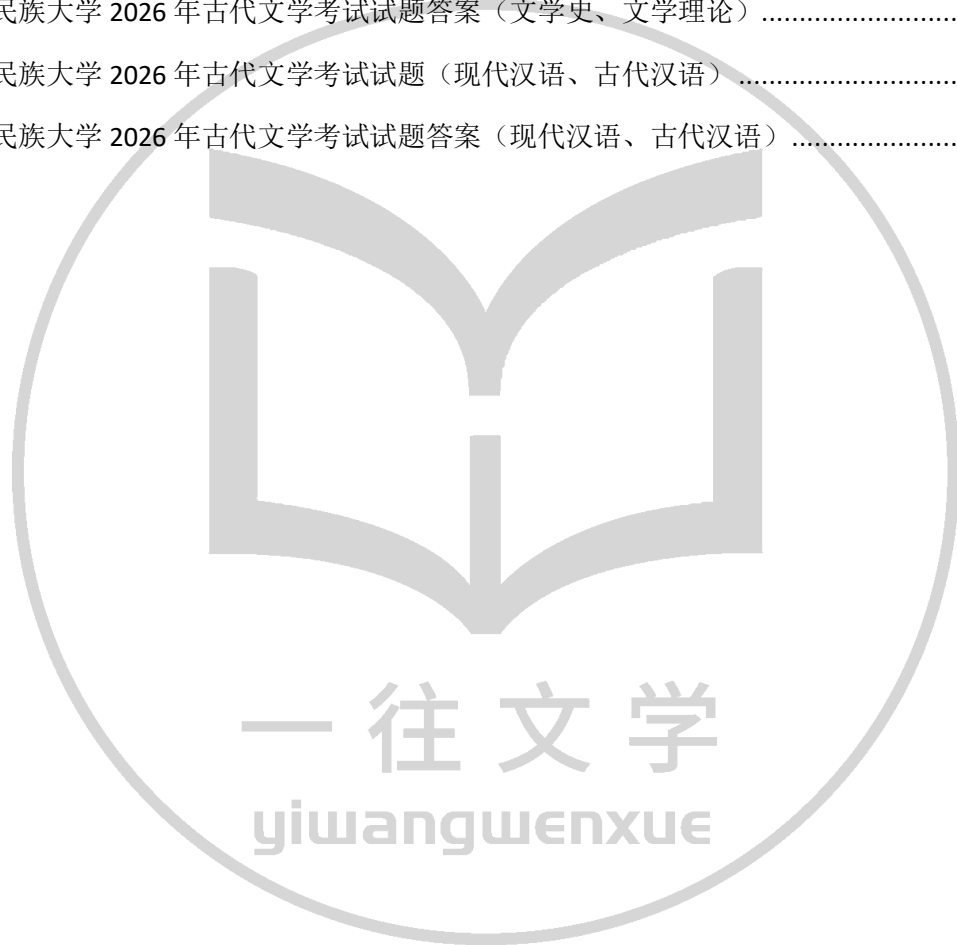 民族大学 2026 年古代文学考试试题答案（文学史、文学理论）..............................
民族大学 2026 年古代文学考试试题（现代汉语、古代汉语）..............................
民族大学 2026 年古代文学考试试题答案（现代汉语、古代汉语）.....................
一往文学
yiwangwenxue